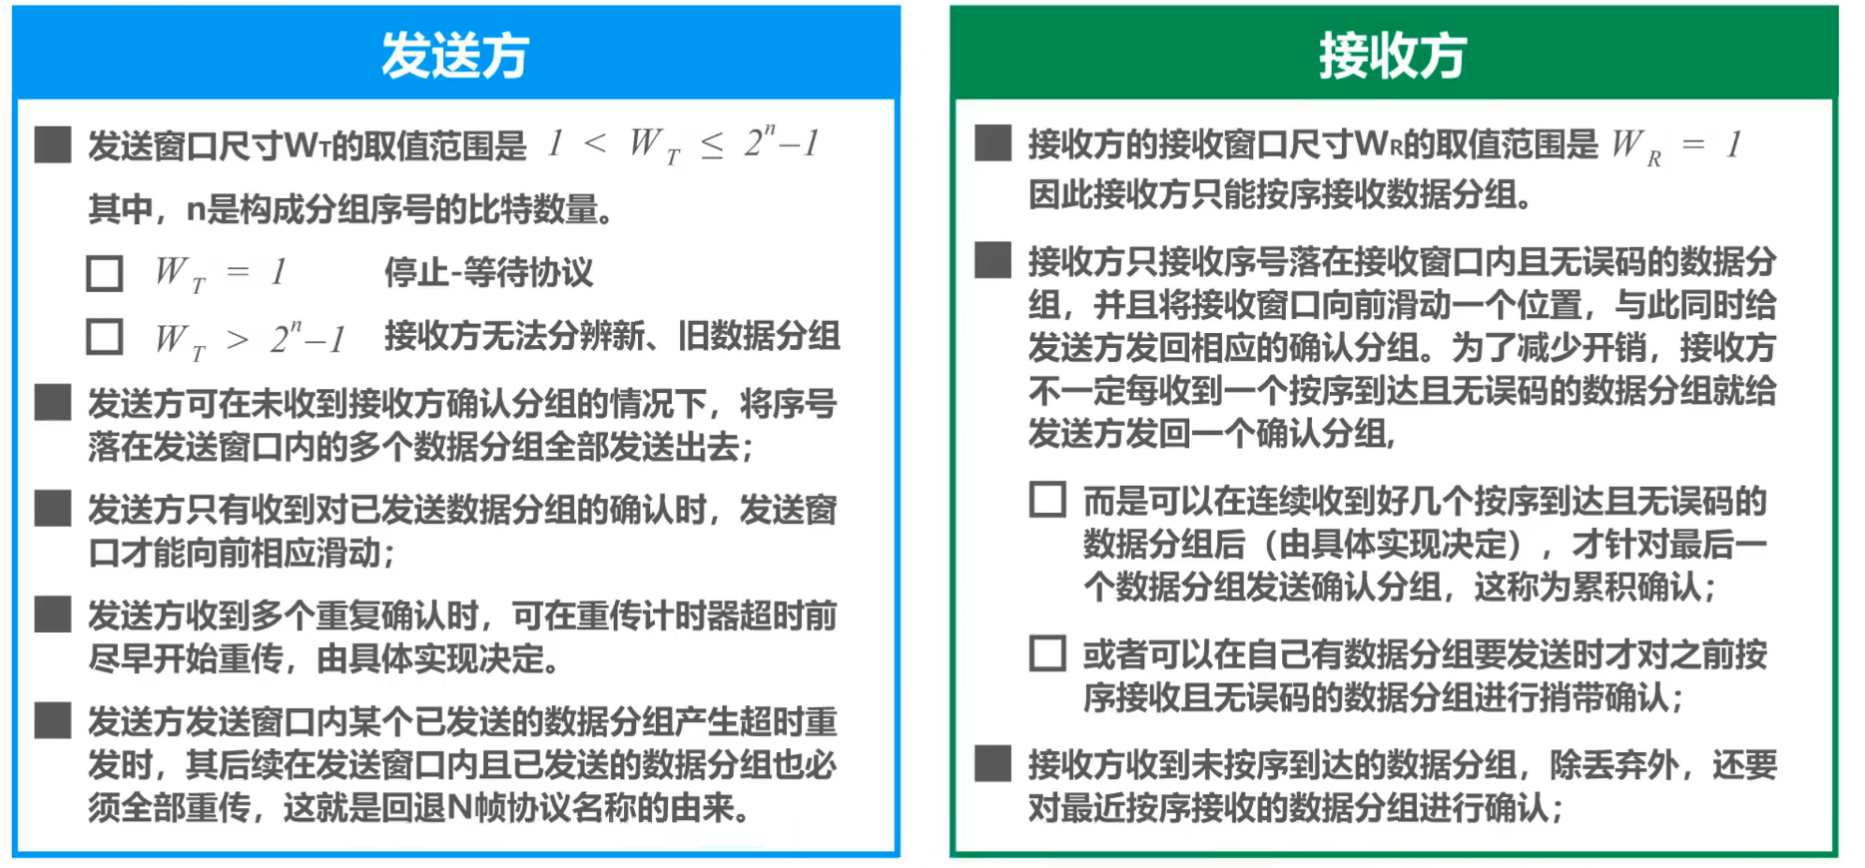 发送方
■ 发送窗口尺寸WT的取值范围是 1 < W_T ≤ 2^n–1
其中，n是构成分组序号的比特数量。
□ W_T = 1 停止-等待协议
□ W_T > 2^n–1 接收方无法分辨新、旧数据分组
■ 发送方可在未收到接收方确认分组的情况下，将序号
落在发送窗口内的多个数据分组全部发送出去；
■ 发送方只有收到对已发送数据分组的确认时，发送窗
口才能向前相应滑动；
■ 发送方收到多个重复确认时，可在重传计时器超时前
尽早开始重传，由具体实现决定。
■ 发送方发送窗口内某个已发送的数据分组产生超时重
发时，其后续在发送窗口内且已发送的数据分组也必
须全部重传，这就是回退N帧协议名称的由来。
接收方
■ 接收方的接收窗口尺寸WR的取值范围是 W_R = 1
因此接收方只能按序接收数据分组。
■ 接收方只接收序号落在接收窗口内且无误码的数据分
组，并且将接收窗口向前滑动一个位置，与此同时给
发送方发回相应的确认分组。为了减少开销，接收方
不一定每收到一个按序到达且无误码的数据分组就给
发送方发回一个确认分组,
□ 而是可以在连续收到好几个按序到达且无误码的
数据分组后（由具体实现决定），才针对最后一
个数据分组发送确认分组，这称为累积确认；
□ 或者可以在自己有数据分组要发送时才对之前按
序接收且无误码的数据分组进行捎带确认；
■ 接收方收到未按序到达的数据分组，除丢弃外，还要
对最近按序接收的数据分组进行确认；